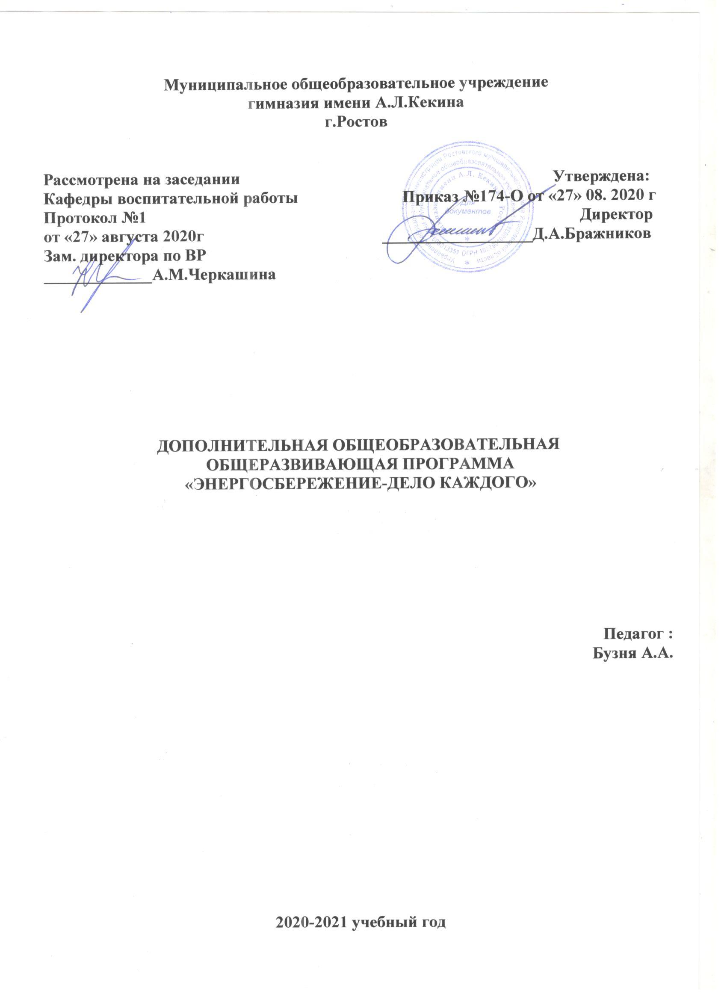 Муниципальное общеобразовательное учреждение
гимназия имени А.Л.Кекина
г.Ростов
Рассмотрена на заседании
Кафедры воспитательной работы
Протокол №1
от «27» августа 2020г
Зам. директора по ВР
А.М.Черкашина
Утверждена:
Приказ №174-О от «27» 08. 2020 г
Директор
Д.А.Бражников
Для
документов
имени А.Л. Кекина
ДОПОЛНИТЕЛЬНАЯ ОБЩЕОБРАЗОВАТЕЛЬНАЯ
ОБЩЕРАЗВИВАЮЩАЯ ПРОГРАММА
«ЭНЕРГОСБЕРЕЖЕНИЕ-ДЕЛО КАЖДОГО»
Педагог :
Бузня А.А.
2020-2021 учебный год